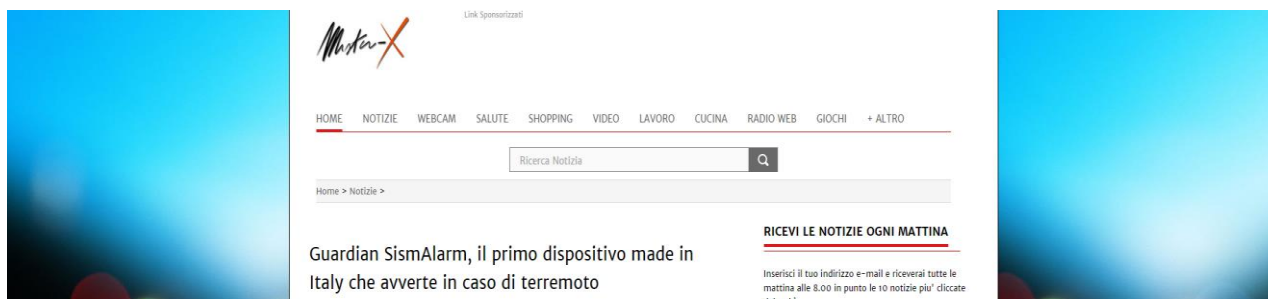 Link Sponsorizzati
Mister-X
HOME NOTIZIE WEBCAM SALUTE SHOPPING VIDEO LAVORO CUCINA RADIO WEB GIOCHI + ALTRO
Ricerca Notizia
Home > Notizie >
Guardian SismAlarm, il primo dispositivo made in
Italy che avverte in caso di terremoto
RICEVI LE NOTIZIE OGNI MATTINA
Inserisci il tuo indirizzo e-mail e riceverai tutte le
mattina alle 8.00 in punto le 10 notizie piu' cliccate